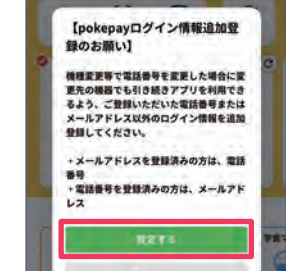 【pokepayログイン情報追加登
録のお願い】
機種変更等で電話番号を変更した場合に変
更先の機器でも引き続きアプリを利用でき
るよう、ご登録いただいた電話番号または
メールアドレス以外のログイン情報を追加
登録してください。
・メールアドレスを登録済みの方は、電話
番号
・電話番号を登録済みの方は、メールアド
レス
設定する